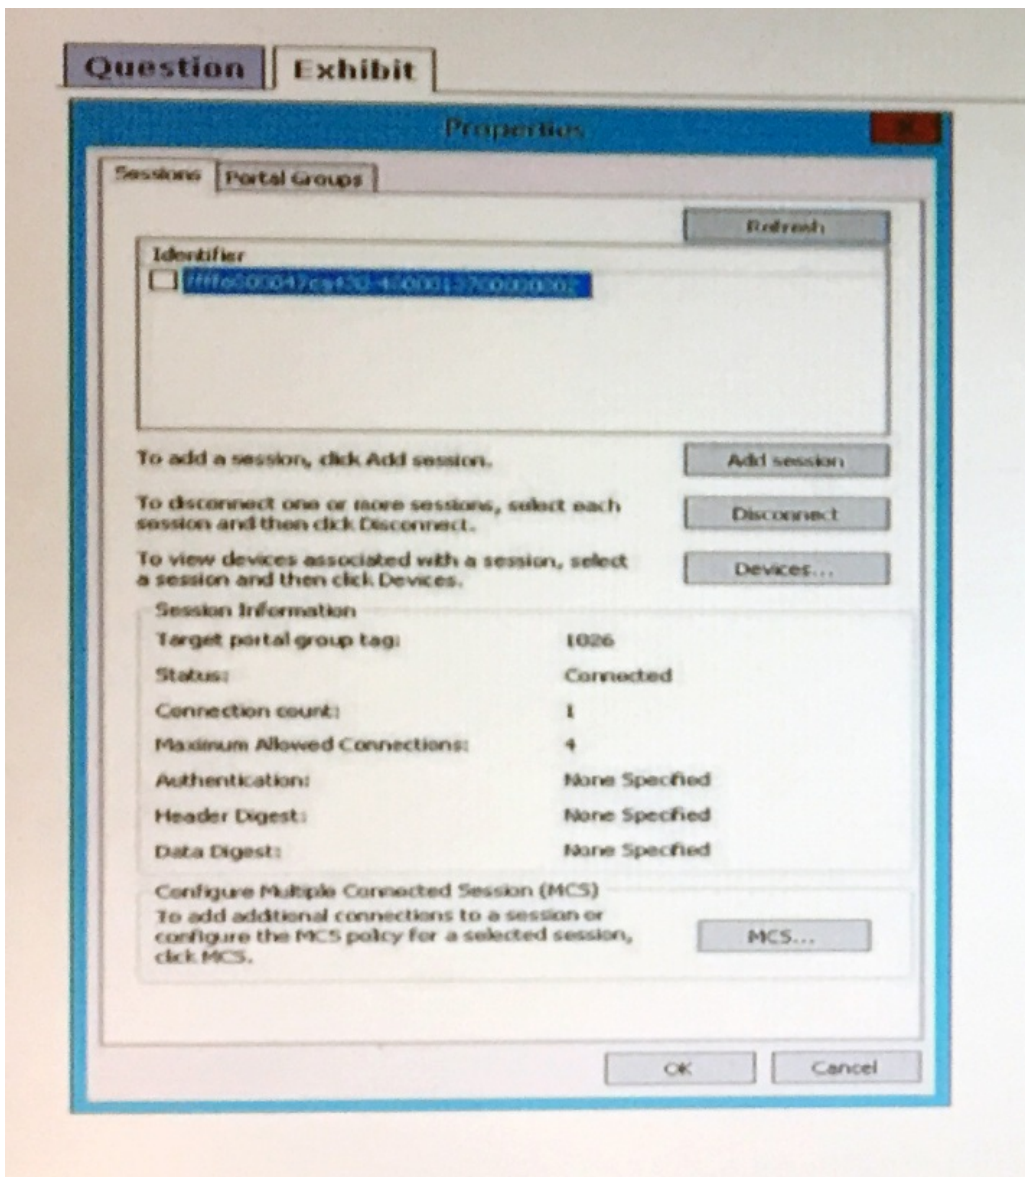 Question Exhibit
Properties
Sessions Portal Groups
Refresh
Identifier
To add a session, click Add session.
Add session
To disconnect one or more sessions, select each
session and then click Disconnect.
Disconnect
To view devices associated with a session, select
a session and then click Devices.
Devices...
Session Information
Target portal group tag: 1026
Status: Connected
Connection count: 1
Maximum Allowed Connections: 4
Authentication: None Specified
Header Digest: None Specified
Data Digest: None Specified
Configure Multiple Connected Session (MCS)
To add additional connections to a session or
configure the MCS policy for a selected session,
click MCS.
MCS...
OK Cancel